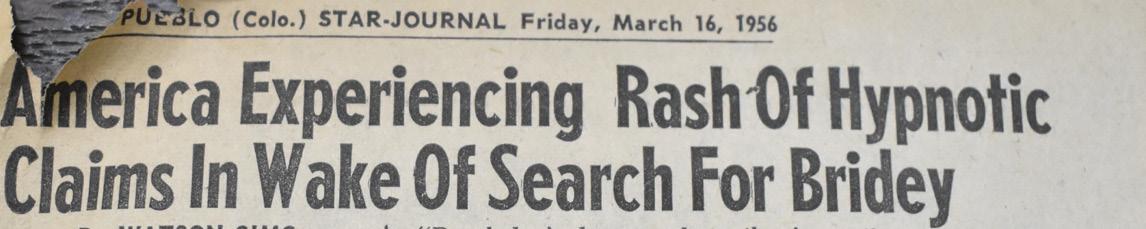 PUEBLO (Colo.) STAR-JOURNAL Friday, March 16, 1956
America Experiencing Rash Of Hypnotic
Claims In Wake Of Search For Bridey